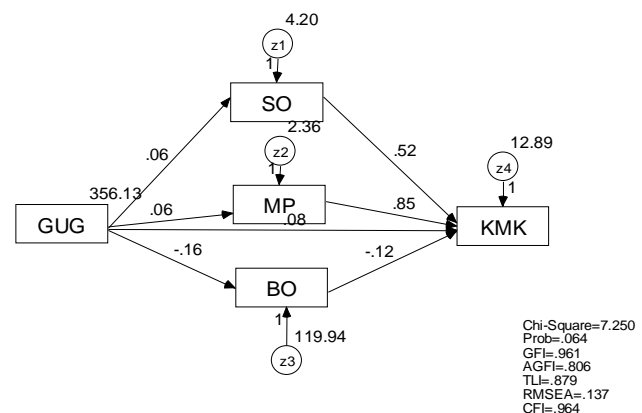 4.20
z1
1
SO
2.36
.06
.52
z2
12.89
1
z4
356.13
1
.06
MP
.85
GUG
.08
KMK
-.16
-.12
BO
1
119.94
z3
Chi-Square=7.250
Prob=.064
GFI=.961
AGFI=.806
TLI=.879
RMSEA=.137
CFI=.964